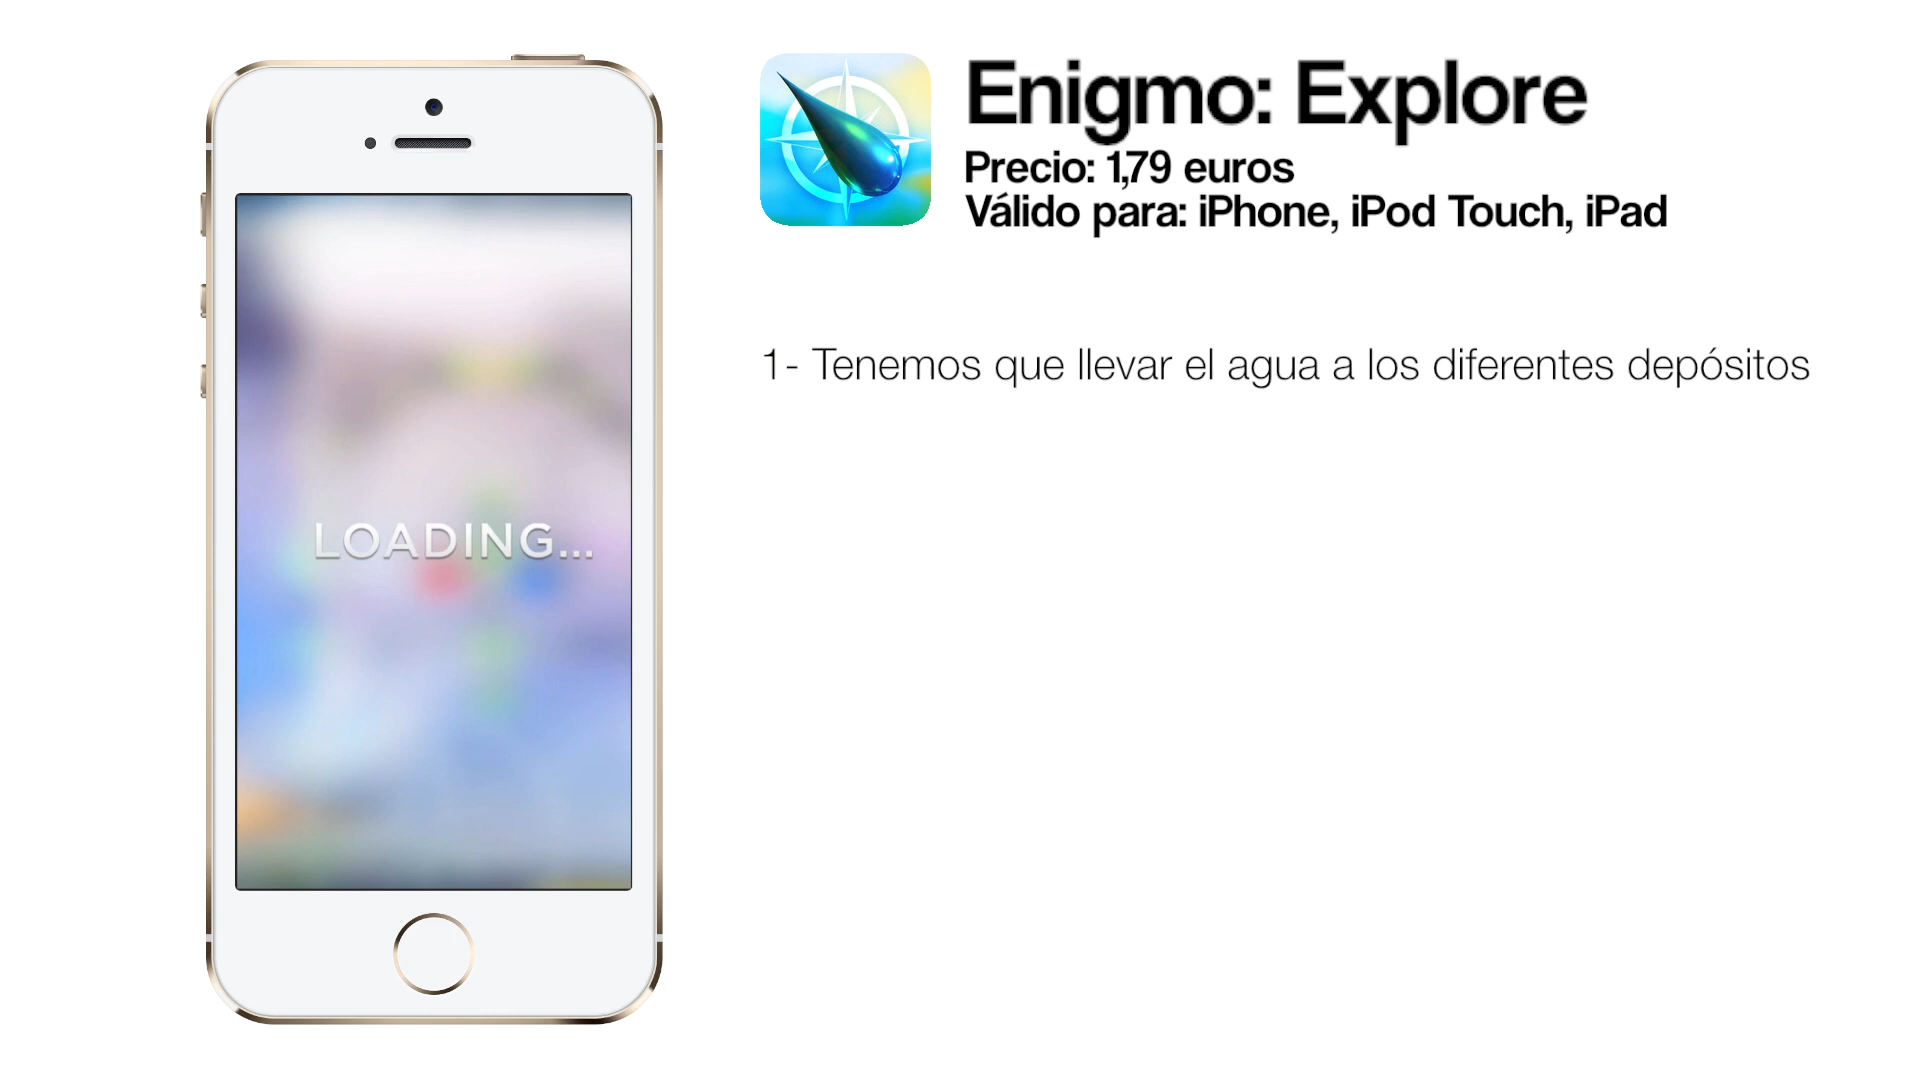 Enigmo: Explore
Precio: 1,79 euros
Válido para: iPhone, iPod Touch, iPad
1- Tenemos que llevar el agua a los diferentes depósitos
LOADING...